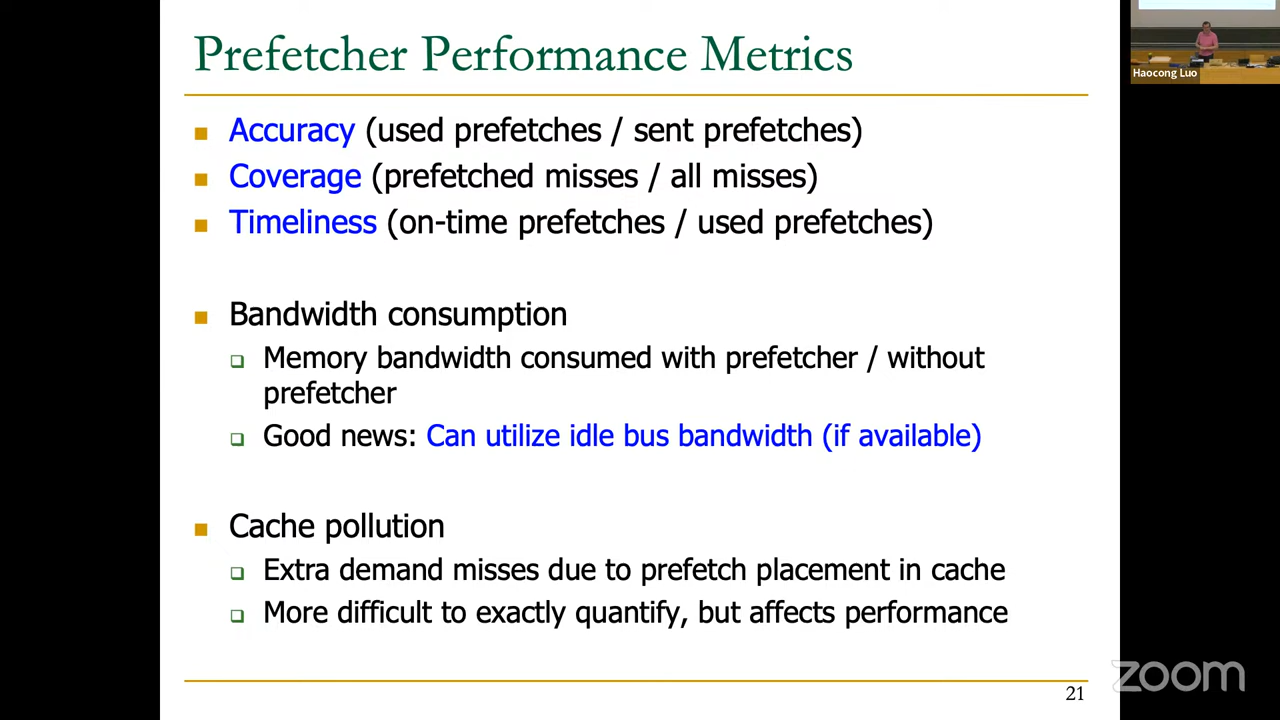 Prefetcher Performance Metrics
Haocong Luo
Accuracy (used prefetches / sent prefetches)
Coverage (prefetched misses / all misses)
Timeliness (on-time prefetches / used prefetches)
Bandwidth consumption
Memory bandwidth consumed with prefetcher / without
prefetcher
Good news: Can utilize idle bus bandwidth (if available)
Cache pollution
Extra demand misses due to prefetch placement in cache
More difficult to exactly quantify, but affects performance
21
zoom